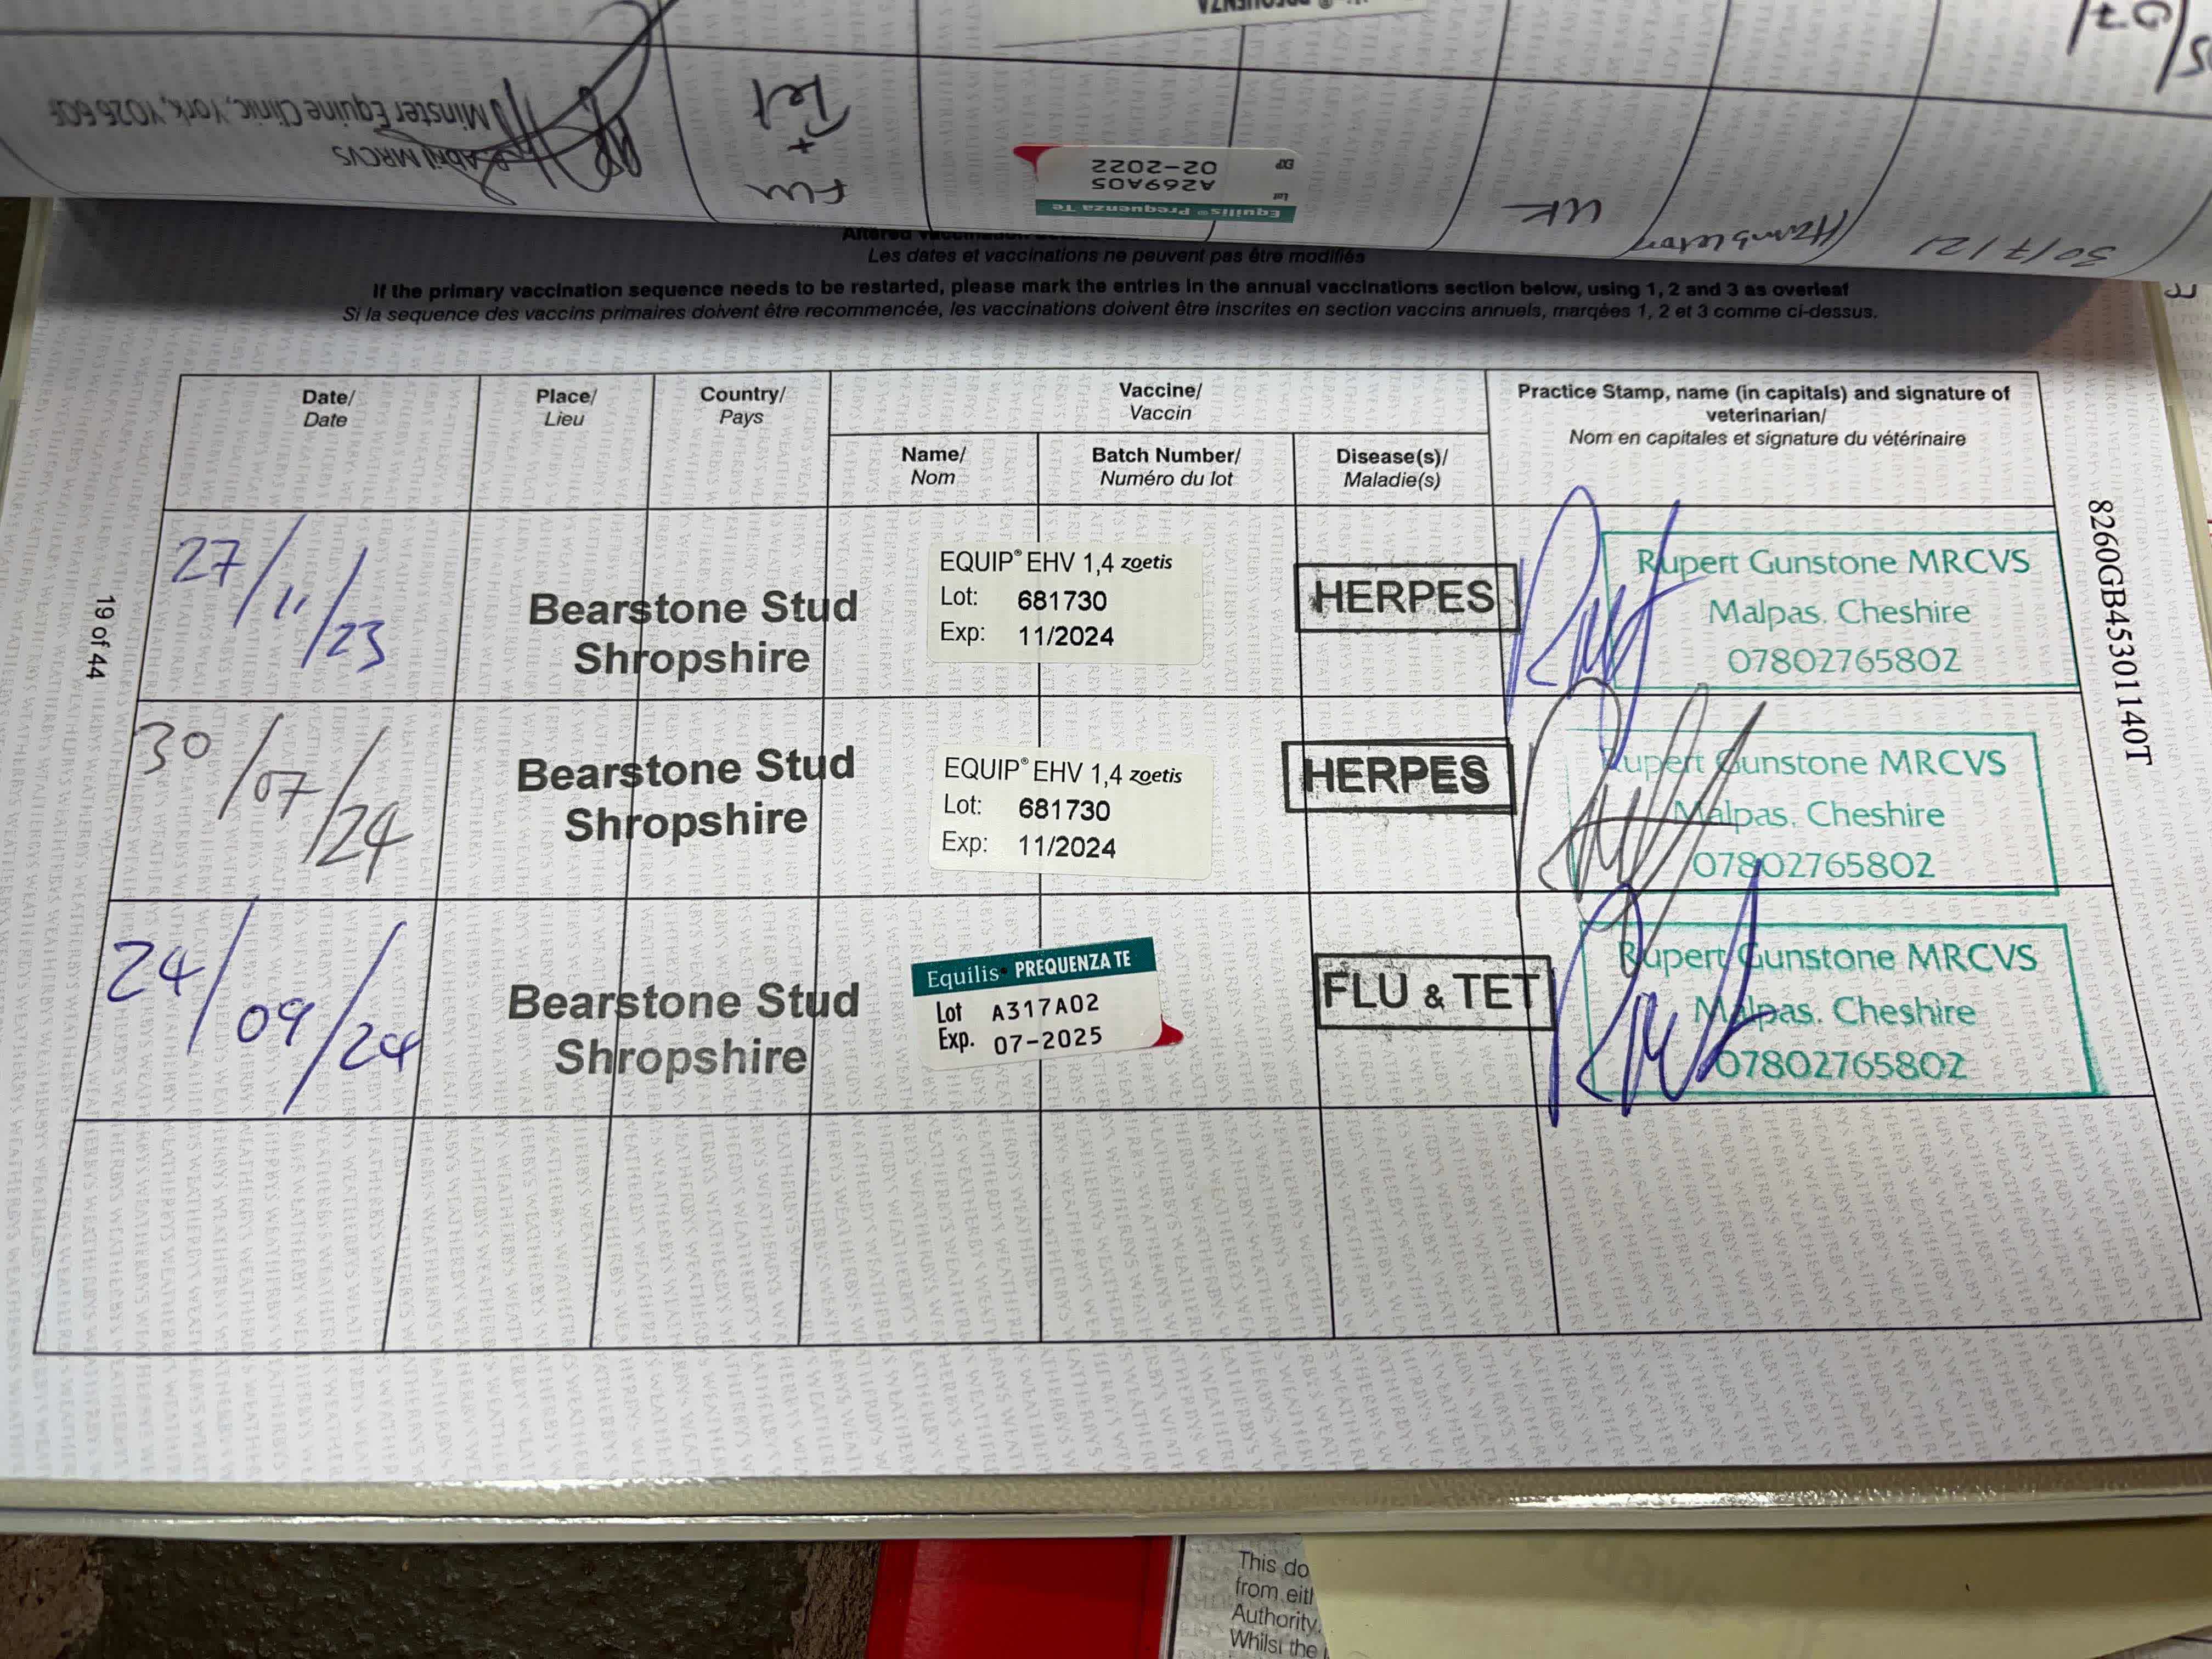 PREQUENZA
Minster Equine Clinic, York, YO26 6QF
MRCVS
Flu
+
Tet
Equilis® Prequenza Te
Lot A269A05
EXP 02-2022
UK
Hambleton
30/7/21
Les dates et vaccinations ne peuvent pas être modifiés
If the primary vaccination sequence needs to be restarted, please mark the entries in the annual vaccinations section below, using 1, 2 and 3 as overleaf
Si la sequence des vaccins primaires doivent être recommencée, les vaccinations doivent être inscrites en section vaccins annuels, marqées 1, 2 et 3 comme ci-dessus.
Date/
Date
Place/
Lieu
Country/
Pays
Vaccine/
Vaccin
Name/
Nom
Batch Number/
Numéro du lot
Disease(s)/
Maladie(s)
Practice Stamp, name (in capitals) and signature of
veterinarian/
Nom en capitales et signature du vétérinaire
27/11/23
Bearstone Stud
Shropshire
EQUIP® EHV 1,4 zoetis
Lot: 681730
Exp: 11/2024
HERPES
Rupert Gunstone MRCVS
Malpas. Cheshire
07802765802
30/07/24
Bearstone Stud
Shropshire
EQUIP® EHV 1,4 zoetis
Lot: 681730
Exp: 11/2024
HERPES
Rupert Gunstone MRCVS
Malpas. Cheshire
07802765802
24/09/24
Bearstone Stud
Shropshire
Equilis® PREQUENZA TE
Lot A317A02
Exp. 07-2025
FLU & TET
Rupert Gunstone MRCVS
Malpas. Cheshire
07802765802
19 of 44
8260GB45301140T
This do
from eit
Authority.
Whilst the